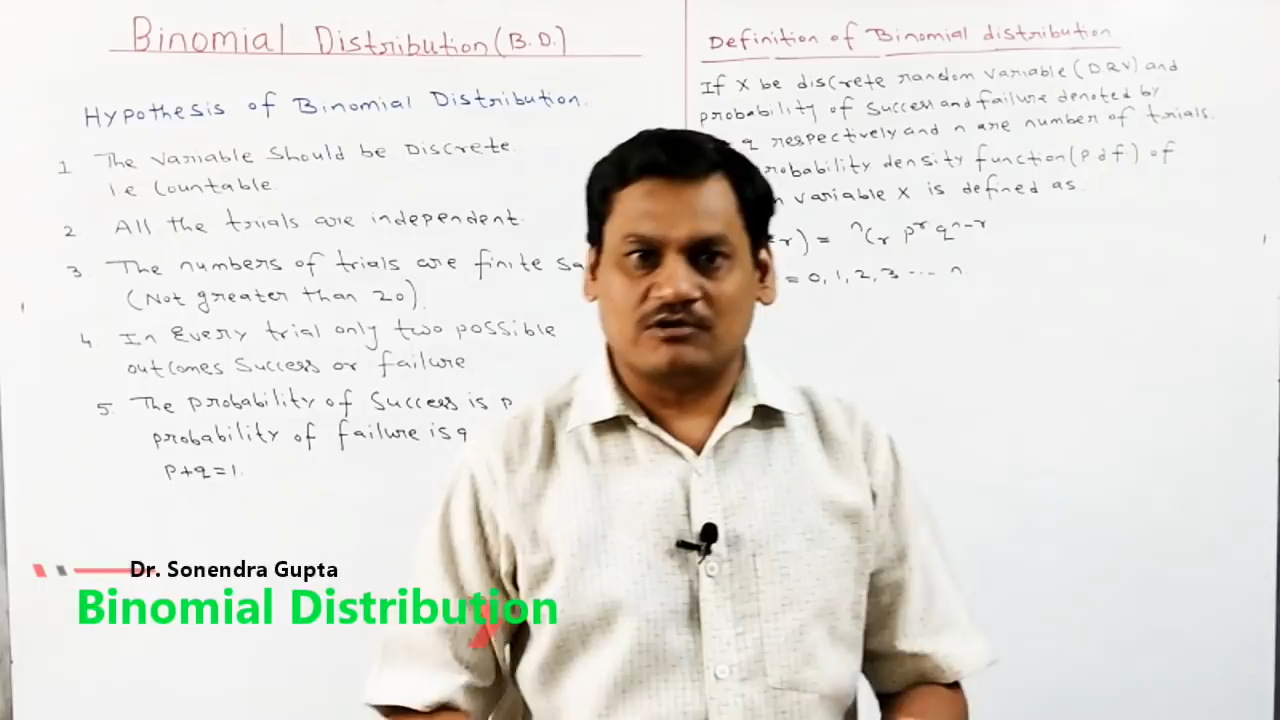 Binomial Distribution (B.D.)
Hypothesis of Binomial Distribution.
1 The Variable Should be Discrete
i.e Countable
2 All the trials are independent.
3. The numbers of trials are finite
(Not greater than 20).
4. In Every trial only two possible
outcomes Success or failure
5. The Probability of Success is p
probability of failure is q
p+q=1.
Definition of Binomial distribution
If X be discrete random variable (DRV) and
probability of Success and failure denoted by
q respectively and n are number of trials.
probability density function (Pdf.) of
variable X is defined as.
r) = ⁿCᵣ pʳ qⁿ⁻ʳ
= 0, 1, 2, 3 .... n.
Dr. Sonendra Gupta
Binomial Distribution